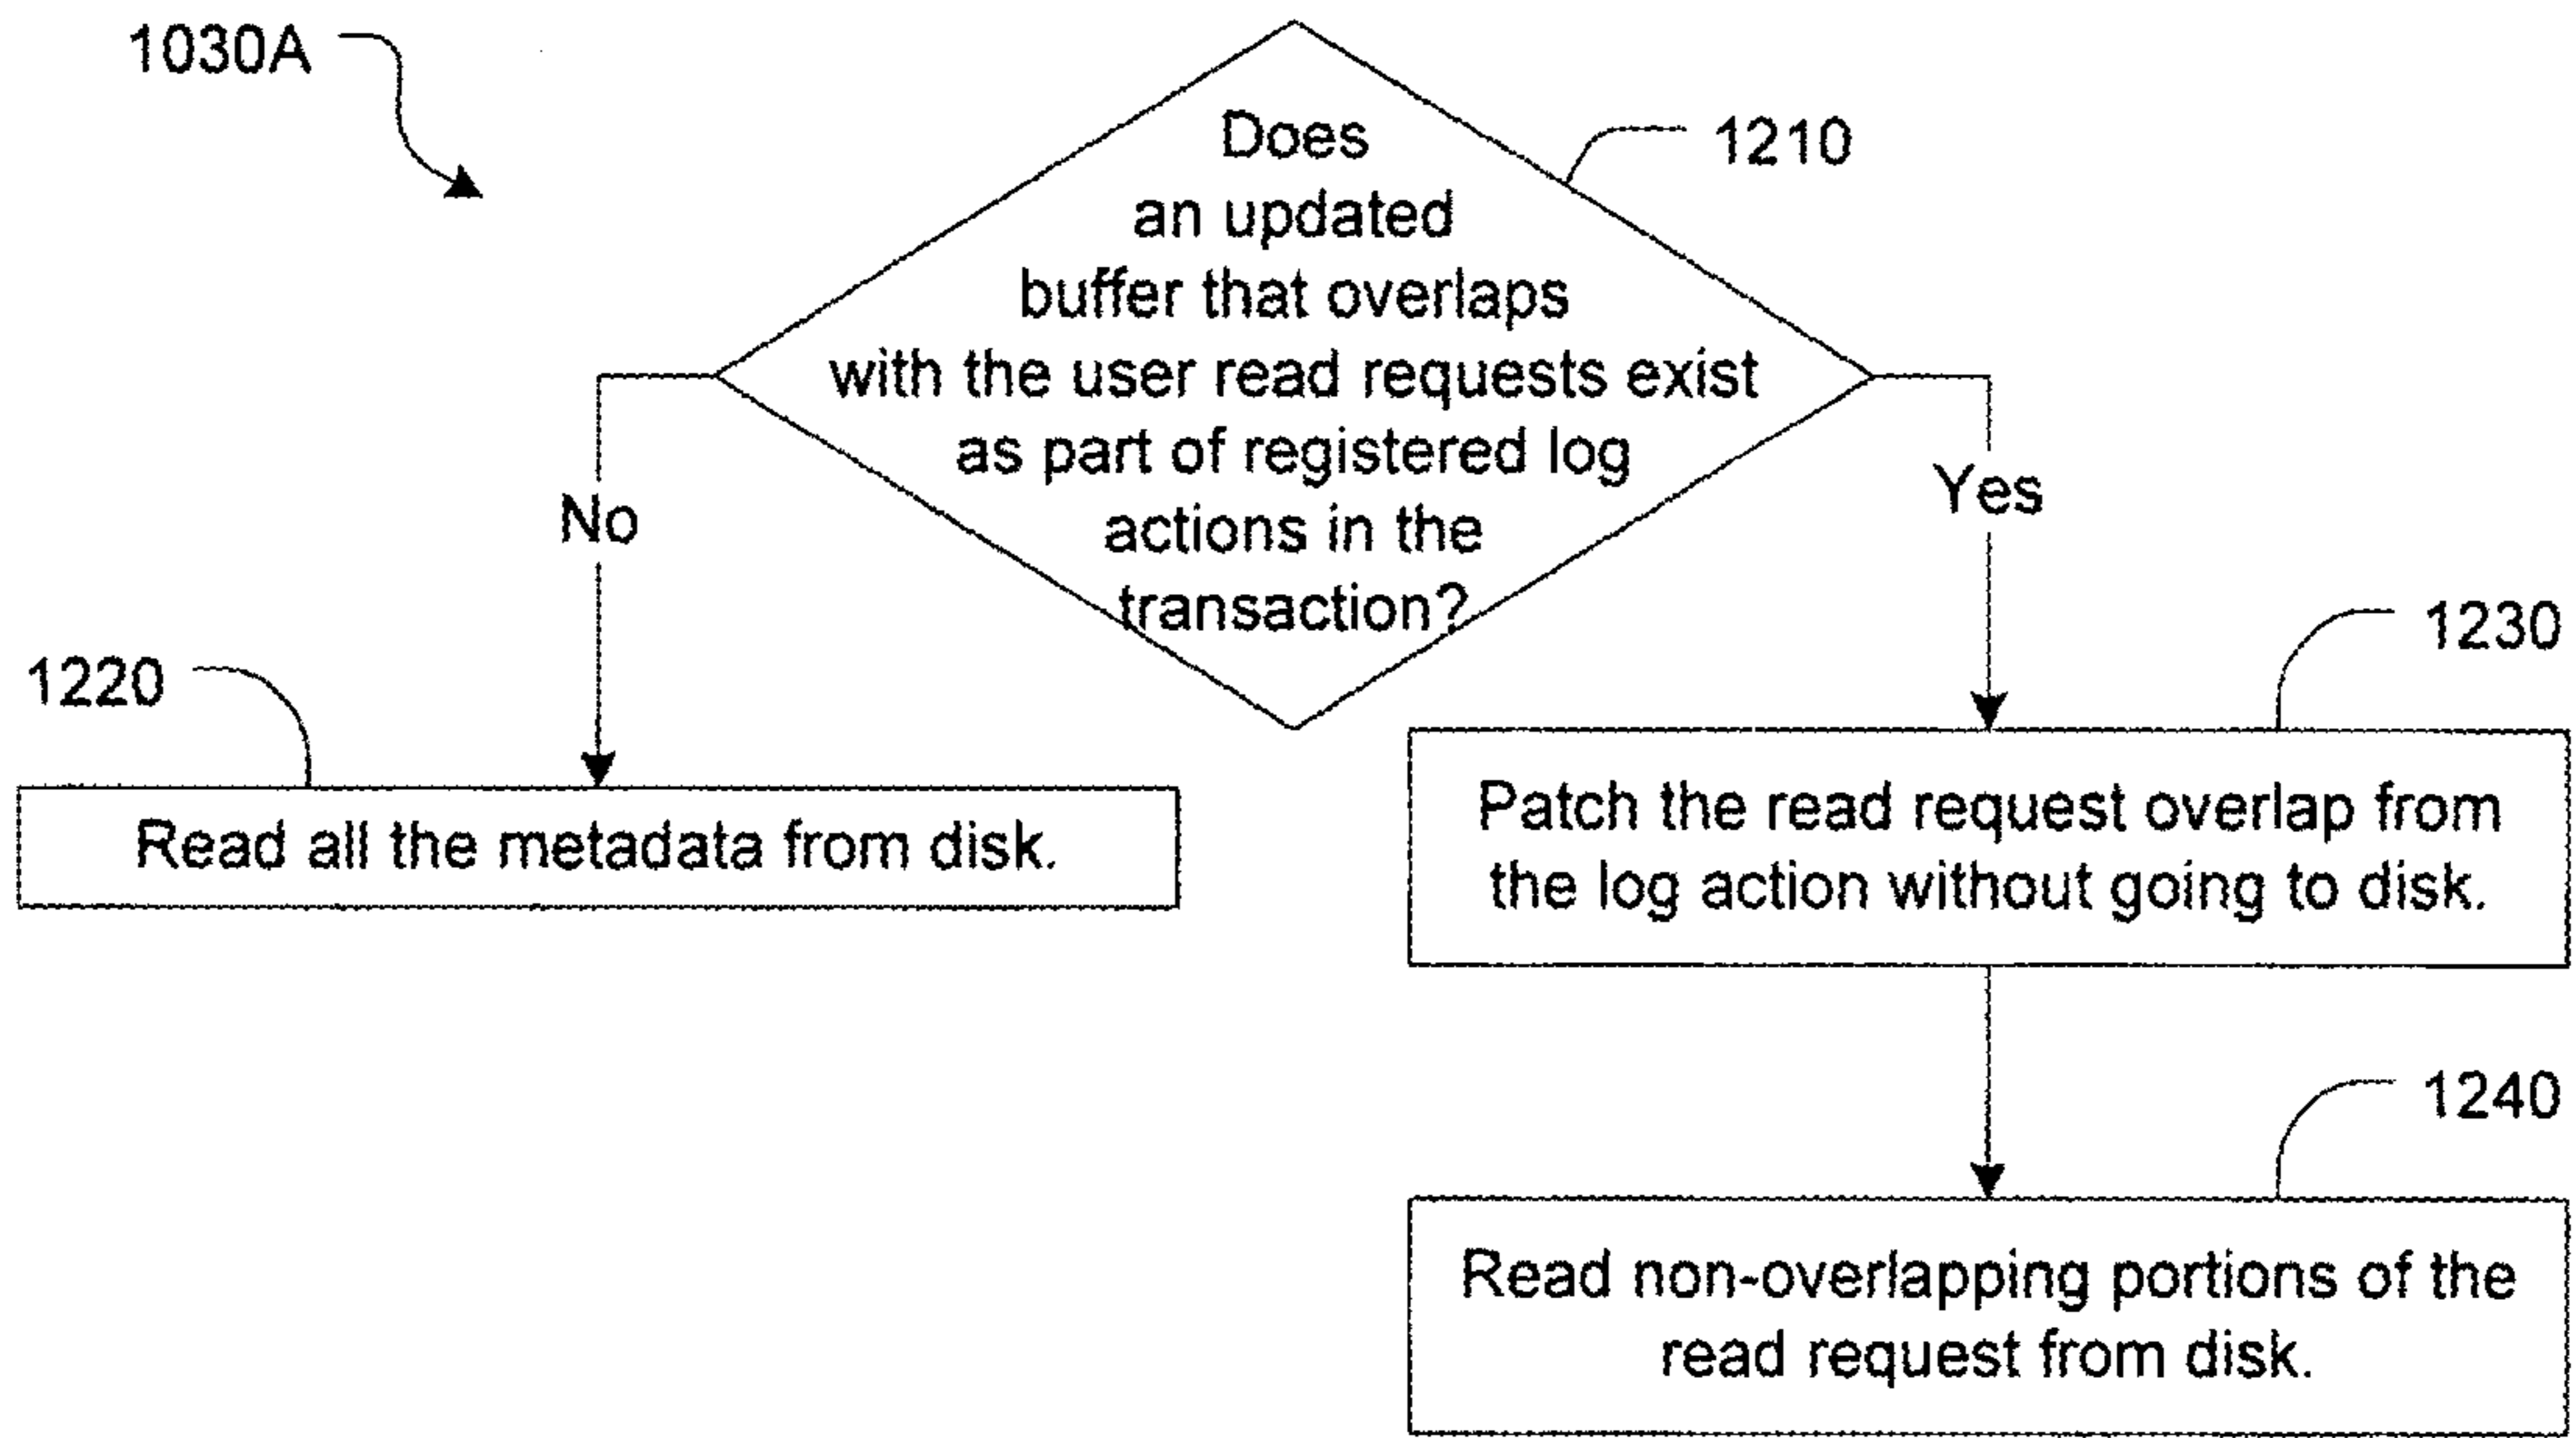 1030A
Does
an updated
buffer that overlaps
with the user read requests exist
as part of registered log
actions in the
transaction?
1210
No
Yes
1220
Read all the metadata from disk.
1230
Patch the read request overlap from
the log action without going to disk.
1240
Read non-overlapping portions of the
read request from disk.